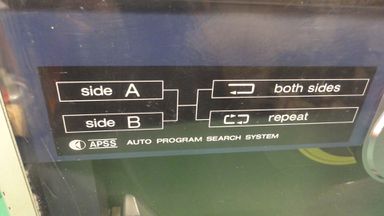 side A
both sides
side B
repeat
APSS AUTO PROGRAM SEARCH SYSTEM